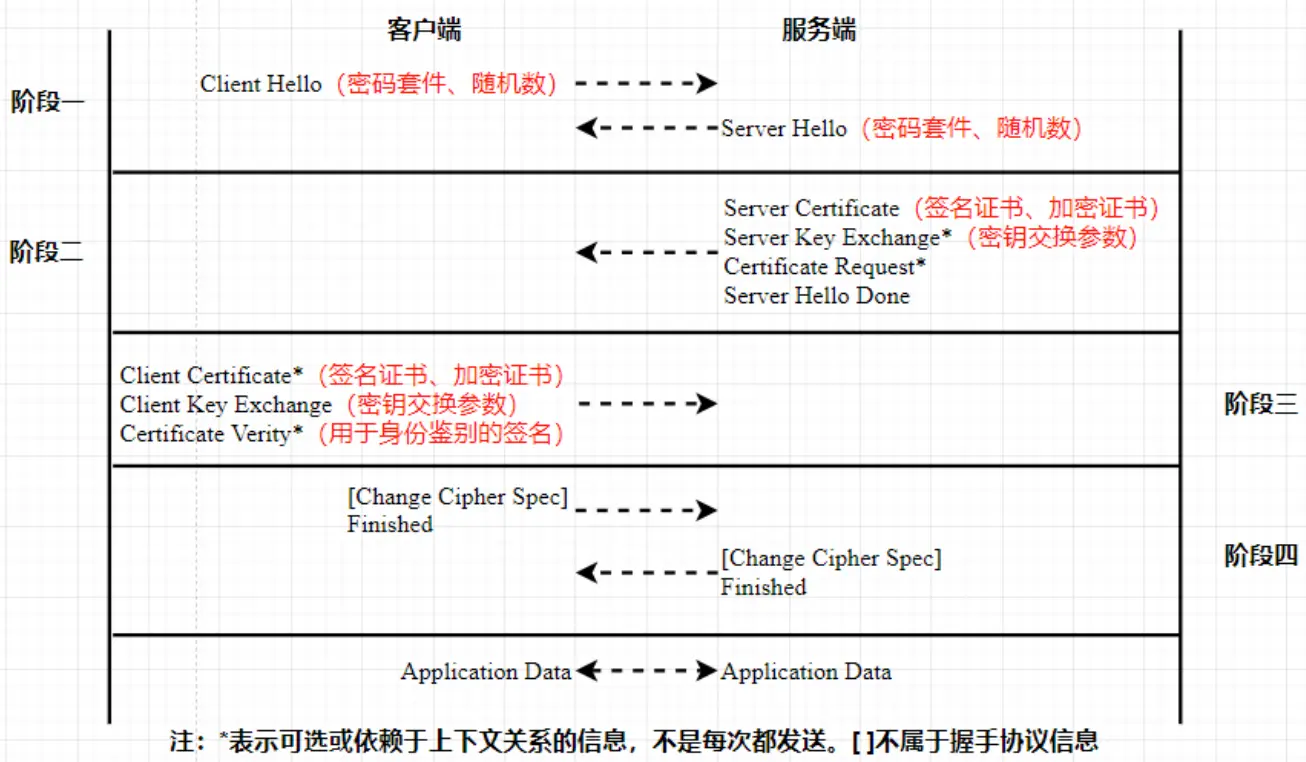 客户端
服务端
阶段一
Client Hello（密码套件、随机数）
Server Hello（密码套件、随机数）
阶段二
Server Certificate（签名证书、加密证书）
Server Key Exchange*（密钥交换参数）
Certificate Request*
Server Hello Done
Client Certificate*（签名证书、加密证书）
Client Key Exchange（密钥交换参数）
Certificate Verity*（用于身份鉴别的签名）
阶段三
[Change Cipher Spec]
Finished
[Change Cipher Spec]
Finished
阶段四
Application Data
Application Data
注：*表示可选或依赖于上下文关系的信息，不是每次都发送。[ ]不属于握手协议信息